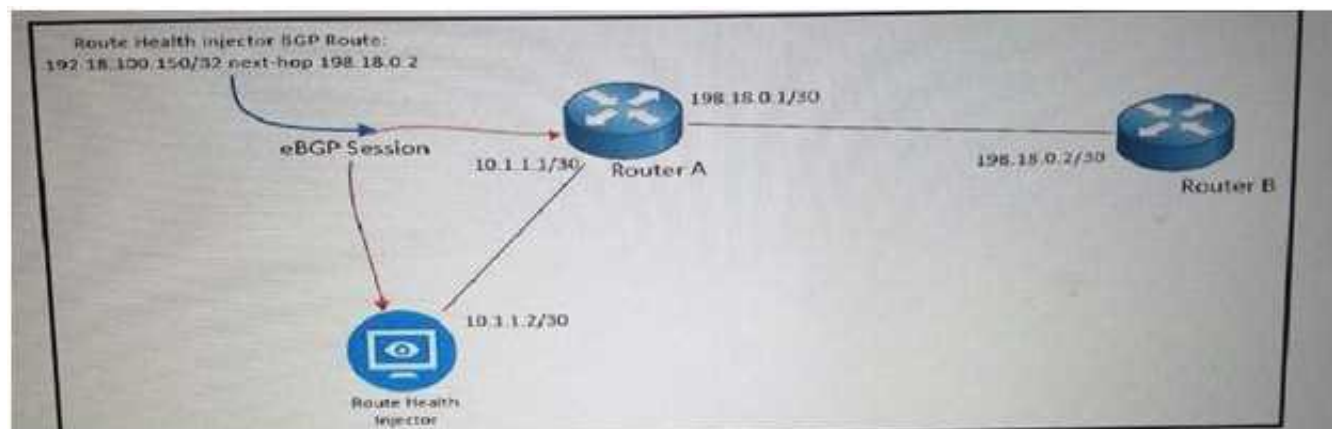 Route Health Injector BGP Route:
192.18.100.150/32 next-hop 198.18.0.2
eBGP Session
198.18.0.1/30
10.1.1.1/30
Router A
198.18.0.2/30
Router B
10.1.1.2/30
Route Health
Injector